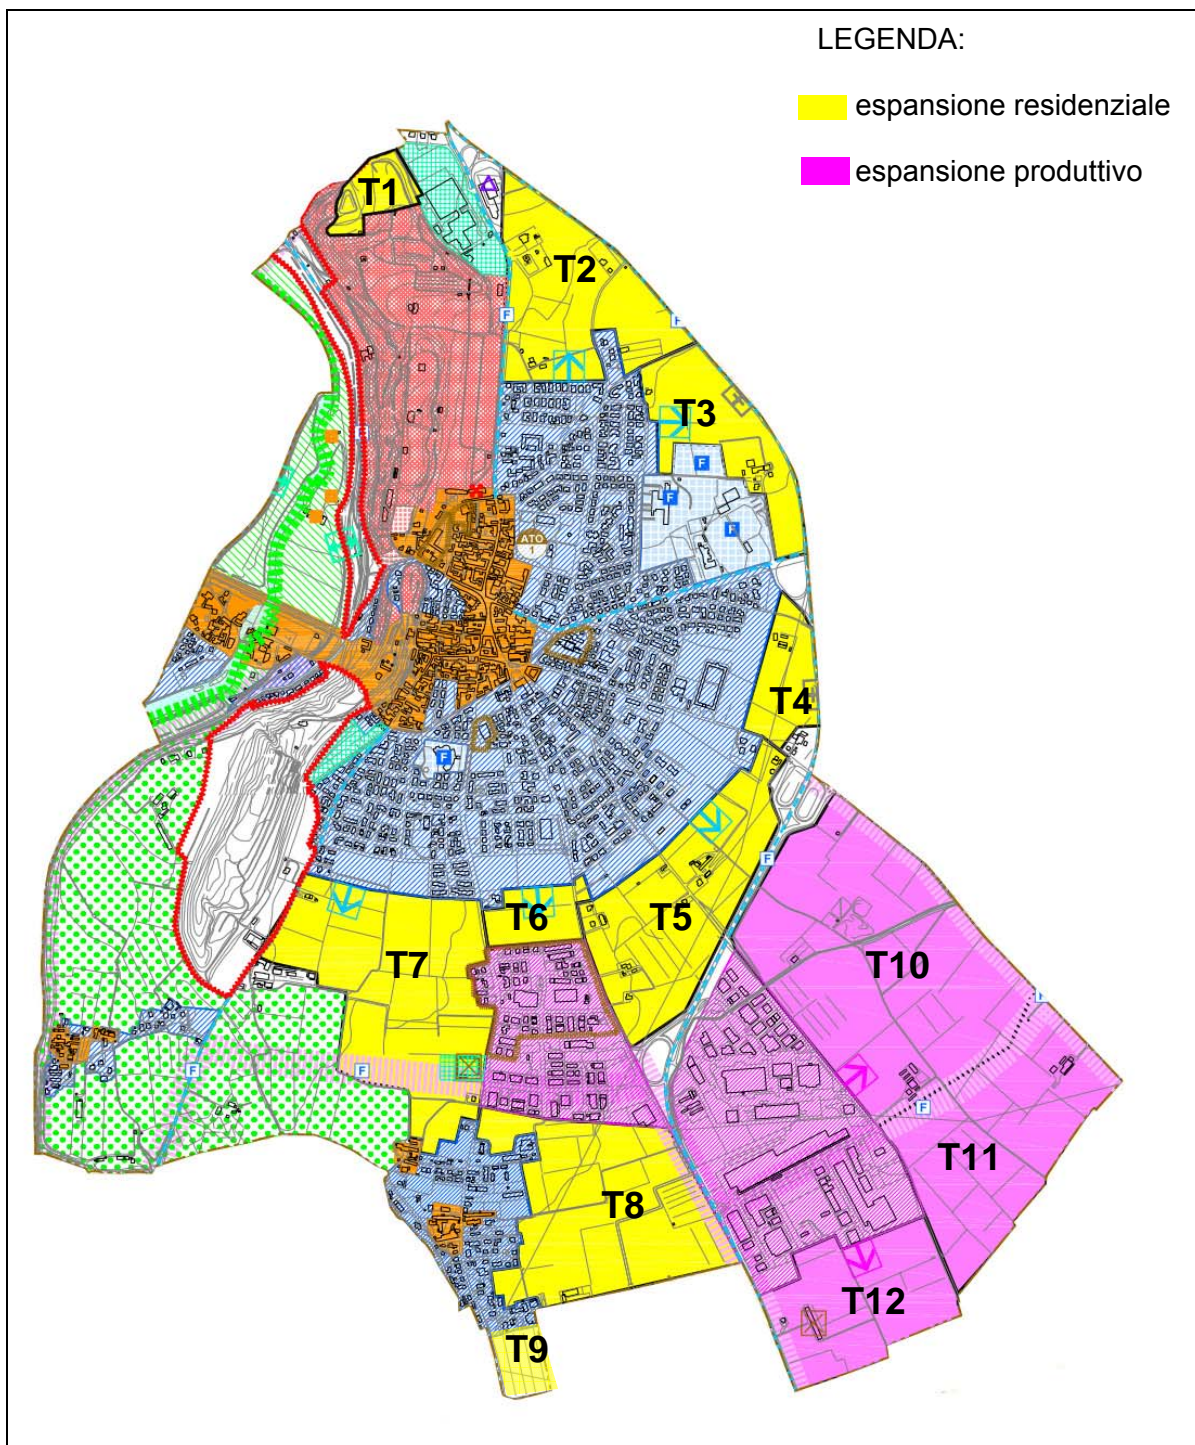 LEGENDA:
espansione residenziale
espansione produttivo
T1
T2
F
F
T3
F
F
F
ATO
1
T4
F
F
T6
T5
T7
T10
F
F
F
F
T11
T8
T12
T9